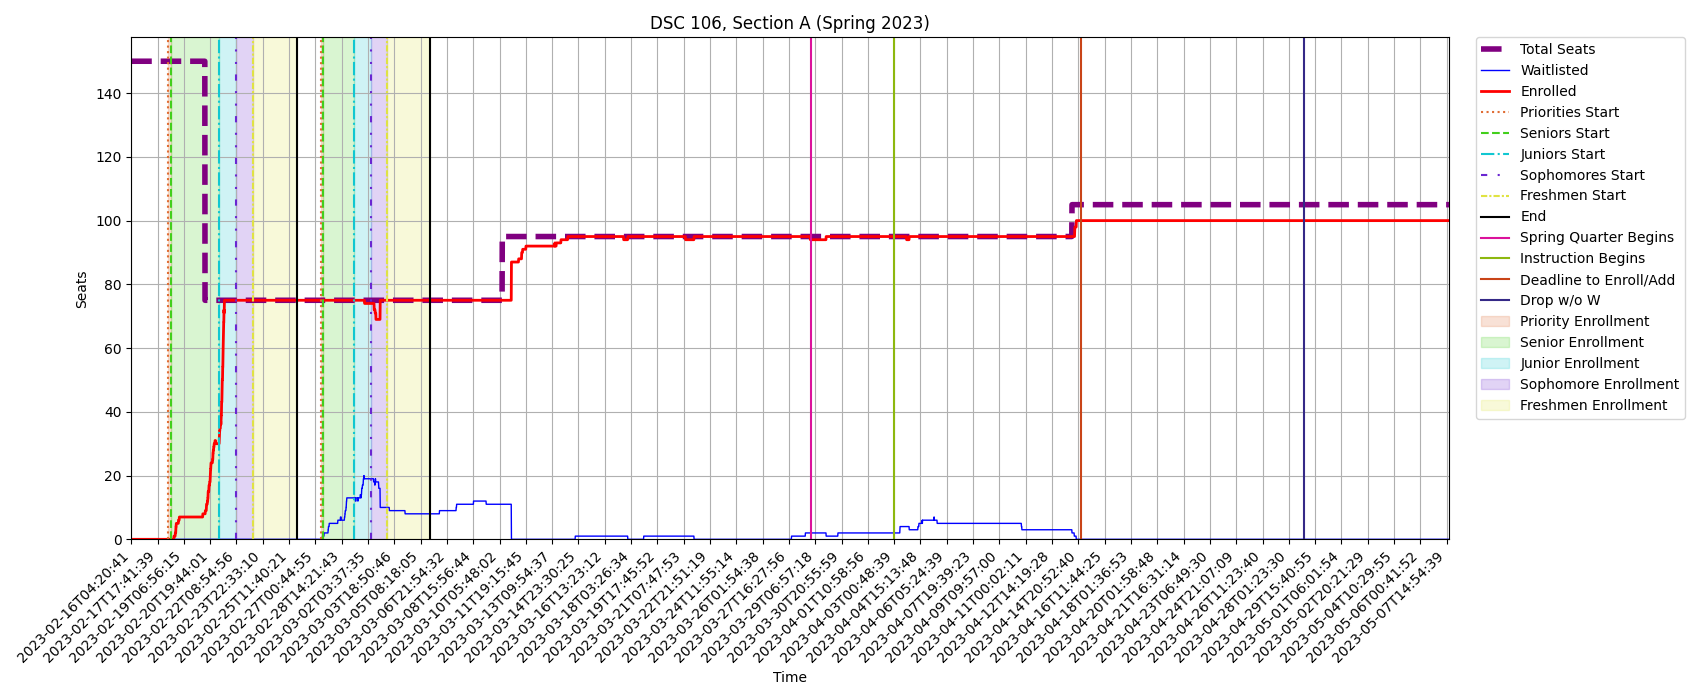 DSC 106, Section A (Spring 2023)
Seats
140
120
100
80
60
40
20
0
2023-02-16T04:20:41
2023-02-17T17:41:39
2023-02-19T06:56:15
2023-02-20T19:44:01
2023-02-22T08:54:56
2023-02-23T22:33:10
2023-02-25T11:40:21
2023-02-27T00:44:55
2023-02-28T14:21:43
2023-03-02T03:37:35
2023-03-03T18:50:46
2023-03-05T08:18:05
2023-03-06T21:54:32
2023-03-08T15:56:44
2023-03-10T05:48:02
2023-03-11T19:15:45
2023-03-13T09:54:37
2023-03-14T23:30:25
2023-03-16T13:23:12
2023-03-18T03:26:34
2023-03-19T17:45:52
2023-03-21T07:47:53
2023-03-22T21:51:19
2023-03-24T11:55:14
2023-03-26T01:54:38
2023-03-27T16:27:56
2023-03-29T06:57:18
2023-03-30T20:55:59
2023-04-01T10:58:56
2023-04-03T00:48:39
2023-04-04T15:13:48
2023-04-06T05:24:39
2023-04-07T19:39:23
2023-04-09T09:57:00
2023-04-11T00:02:11
2023-04-12T14:19:28
2023-04-14T20:52:40
2023-04-16T11:44:25
2023-04-18T01:36:53
2023-04-20T01:58:48
2023-04-21T16:31:14
2023-04-23T06:49:30
2023-04-24T21:07:09
2023-04-26T11:23:40
2023-04-28T01:23:30
2023-04-29T15:40:55
2023-05-01T06:01:54
2023-05-02T20:21:29
2023-05-04T10:29:55
2023-05-06T00:41:52
2023-05-07T14:54:39
Time
Total Seats
Waitlisted
Enrolled
Priorities Start
Seniors Start
Juniors Start
Sophomores Start
Freshmen Start
End
Spring Quarter Begins
Instruction Begins
Deadline to Enroll/Add
Drop w/o W
Priority Enrollment
Senior Enrollment
Junior Enrollment
Sophomore Enrollment
Freshmen Enrollment